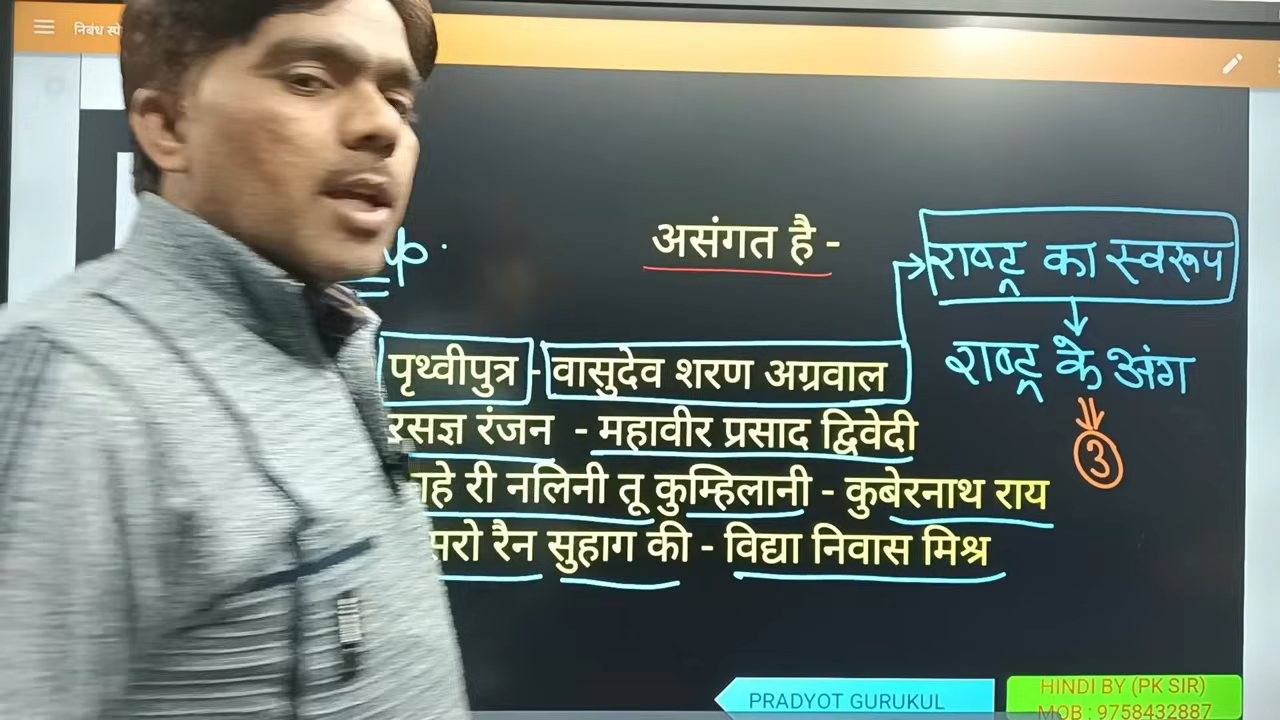 निबंध
असंगत है -
राष्ट्र का स्वरूप
राष्ट्र के अंग
3
पृथ्वीपुत्र - वासुदेव शरण अग्रवाल
रसज्ञ रंजन - महावीर प्रसाद द्विवेदी
री नलिनी तू कुम्हिलानी - कुबेरनाथ राय
रैन सुहाग की - विद्या निवास मिश्र
PRADYOT GURUKUL
HINDI BY (PK SIR)
MOB : 9758432887